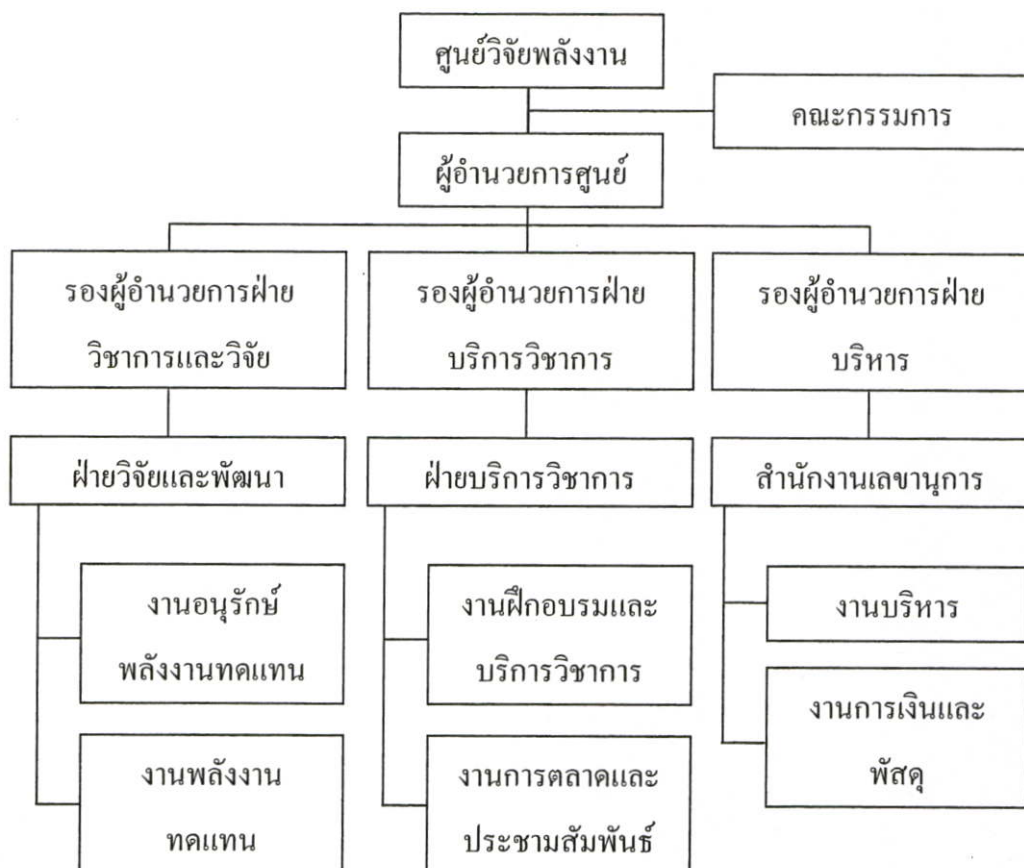 ศูนย์วิจัยพลังงาน
คณะกรรมการ
ผู้อำนวยการศูนย์
รองผู้อำนวยการฝ่าย
วิชาการและวิจัย
รองผู้อำนวยการฝ่าย
บริการวิชาการ
รองผู้อำนวยการฝ่าย
บริหาร
ฝ่ายวิจัยและพัฒนา
ฝ่ายบริการวิชาการ
สำนักงานเลขานุการ
งานอนุรักษ์
พลังงานทดแทน
งานฝึกอบรมและ
บริการวิชาการ
งานบริหาร
งานการเงินและ
พัสดุ
งานพลังงาน
ทดแทน
งานการตลาดและ
ประชามสัมพันธ์